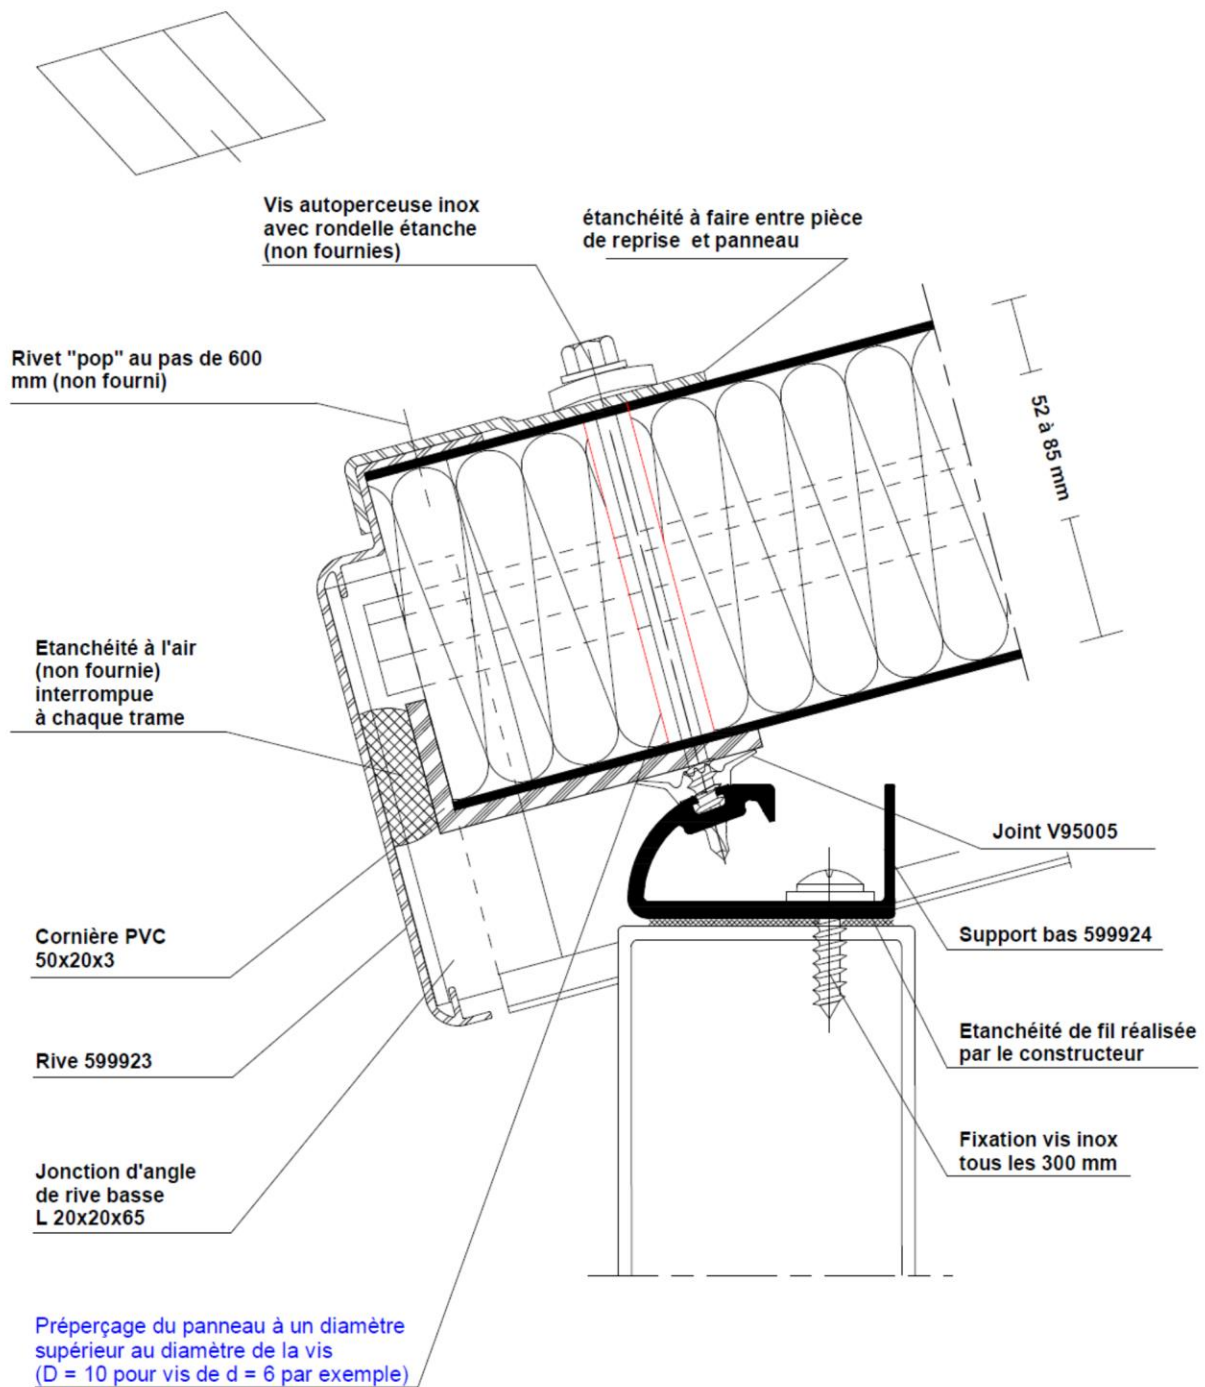 Vis autoperceuse inox
avec rondelle étanche
(non fournies)
étanchéité à faire entre pièce
de reprise et panneau
Rivet "pop" au pas de 600
mm (non fourni)
52 à 85 mm
Etanchéité à l'air
(non fournie)
interrompue
à chaque trame
Joint V95005
Cornière PVC
50x20x3
Support bas 599924
Rive 599923
Etanchéité de fil réalisée
par le constructeur
Fixation vis inox
tous les 300 mm
Jonction d'angle
de rive basse
L 20x20x65
Préperçage du panneau à un diamètre
supérieur au diamètre de la vis
(D = 10 pour vis de d = 6 par exemple)